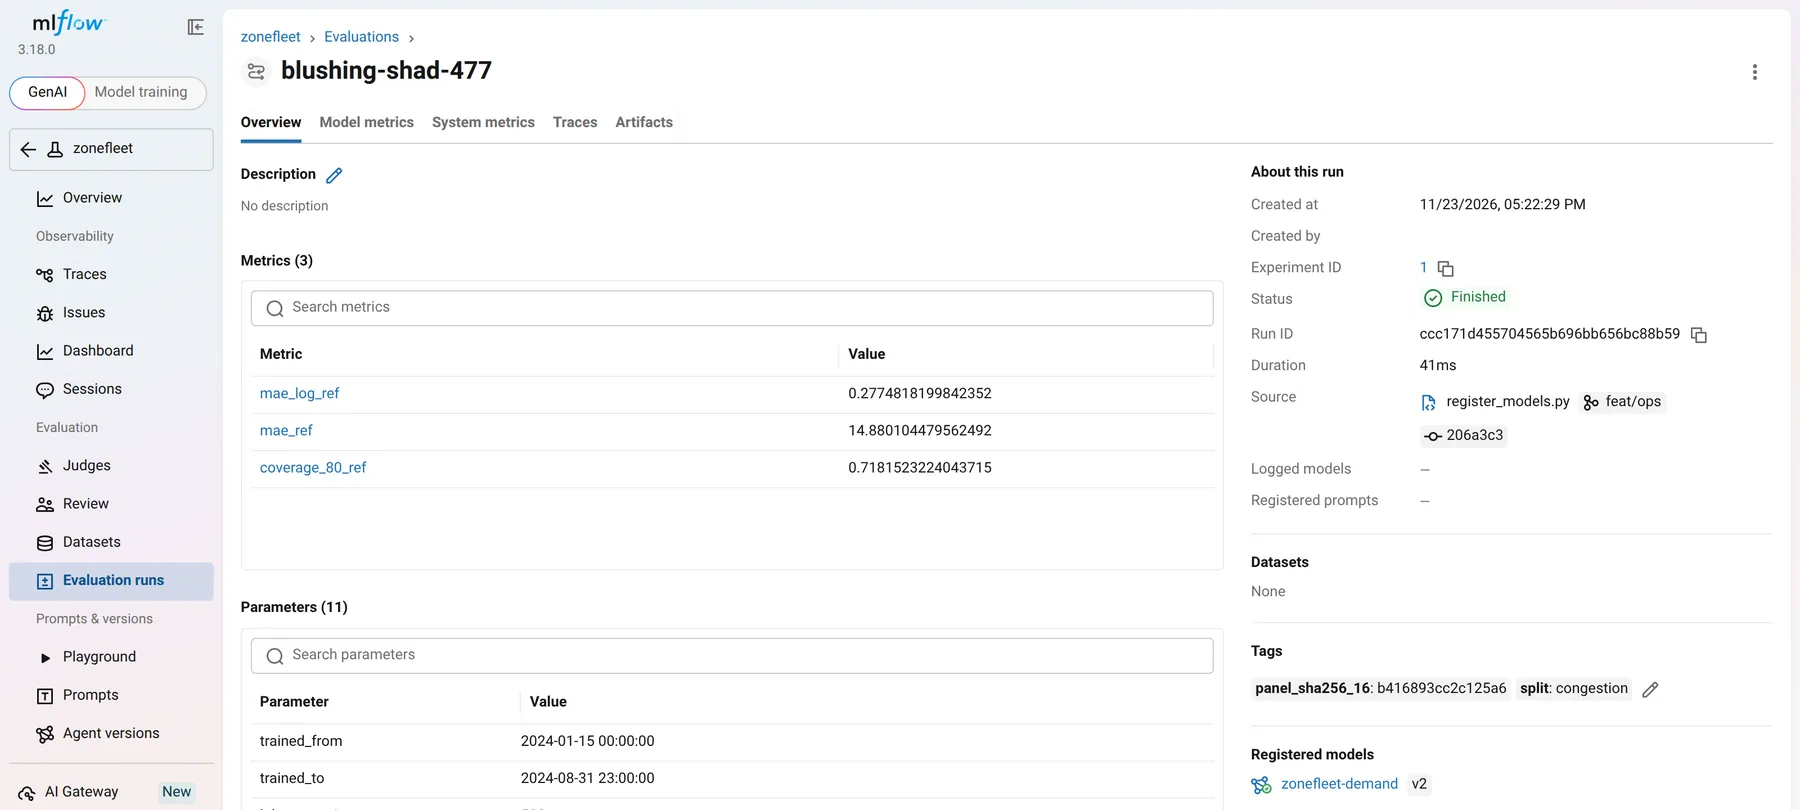 mlflow
3.18.0
GenAI Model training
zonefleet
Overview
Observability
Traces
Issues
Dashboard
Sessions
Evaluation
Judges
Review
Datasets
Evaluation runs
Prompts & versions
Playground
Prompts
Agent versions
AI Gateway New
zonefleet › Evaluations ›
blushing-shad-477
Overview Model metrics System metrics Traces Artifacts
Description
No description
Metrics (3)
Search metrics
Metric Value
mae_log_ref 0.2774818199842352
mae_ref 14.880104479562492
coverage_80_ref 0.7181523224043715
Parameters (11)
Search parameters
Parameter Value
trained_from 2024-01-15 00:00:00
trained_to 2024-08-31 23:00:00
About this run
Created at 11/23/2026, 05:22:29 PM
Created by
Experiment ID 1
Status Finished
Run ID ccc171d455704565b696bb656bc88b59
Duration 41ms
Source register_models.py feat/ops
206a3c3
Logged models –
Registered prompts –
Datasets
None
Tags
panel_sha256_16: b416893cc2c125a6 split: congestion
Registered models
zonefleet-demand v2